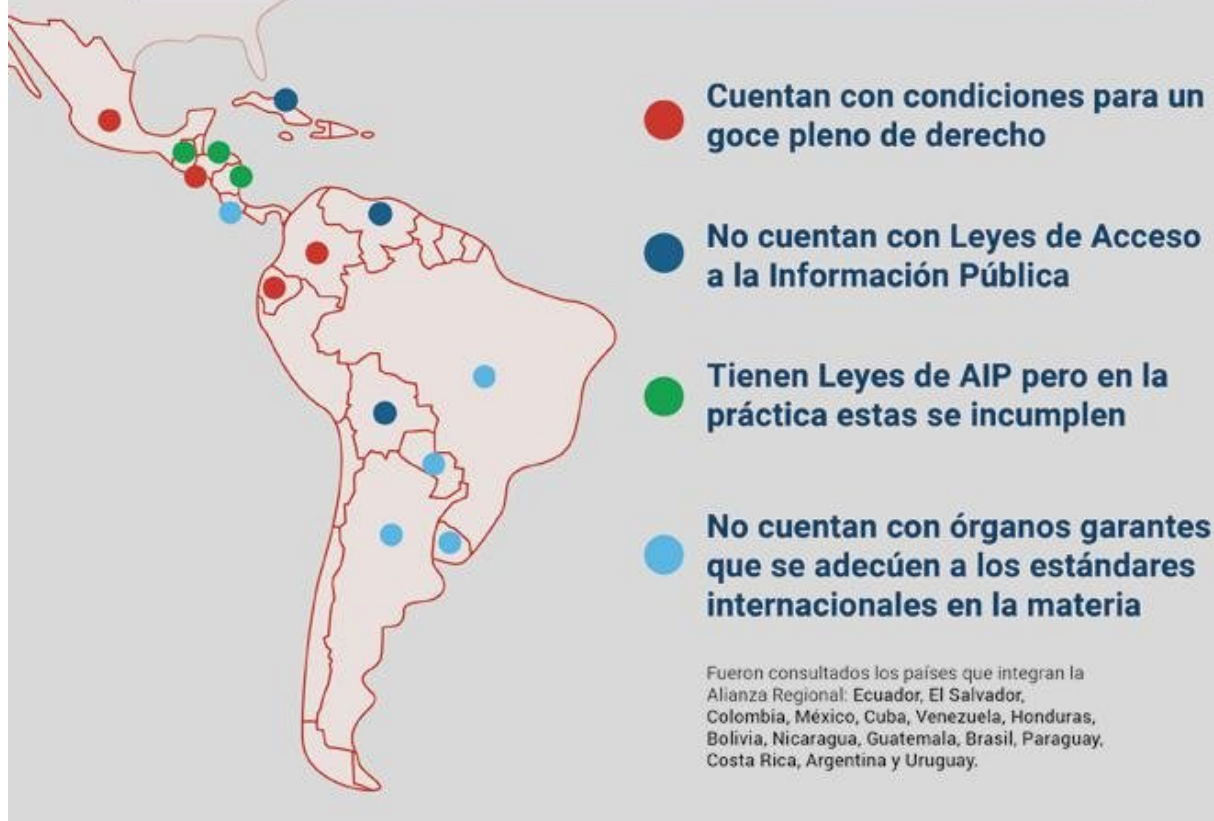 Cuentan con condiciones para un
goce pleno de derecho
No cuentan con Leyes de Acceso
a la Información Pública
Tienen Leyes de AIP pero en la
práctica estas se incumplen
No cuentan con órganos garantes
que se adecúen a los estándares
internacionales en la materia
Fueron consultados los países que integran la
Alianza Regional: Ecuador, El Salvador,
Colombia, México, Cuba, Venezuela, Honduras,
Bolivia, Nicaragua, Guatemala, Brasil, Paraguay,
Costa Rica, Argentina y Uruguay.